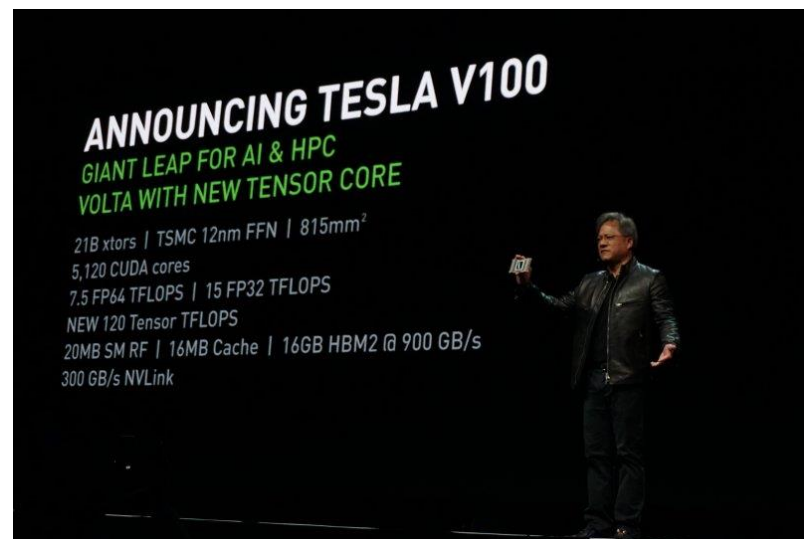 ANNOUNCING TESLA V100
GIANT LEAP FOR AI & HPC
VOLTA WITH NEW TENSOR CORE
21B xtors | TSMC 12nm FFN | 815mm²
5,120 CUDA cores
7.5 FP64 TFLOPS | 15 FP32 TFLOPS
NEW 120 Tensor TFLOPS
20MB SM RF | 16MB Cache | 16GB HBM2 @ 900 GB/s
300 GB/s NVLink